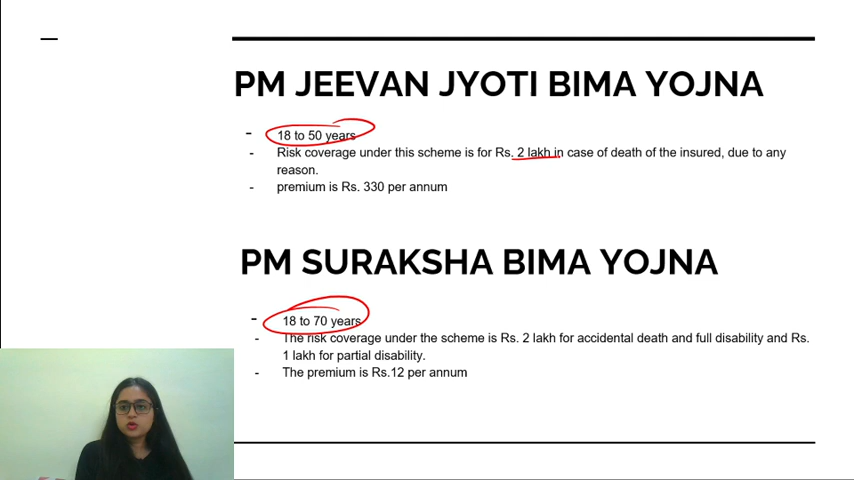 PM JEEVAN JYOTI BIMA YOJNA
- 18 to 50 years
- Risk coverage under this scheme is for Rs. 2 lakh in case of death of the insured, due to any
reason.
- premium is Rs. 330 per annum
PM SURAKSHA BIMA YOJNA
- 18 to 70 years
- The risk coverage under the scheme is Rs. 2 lakh for accidental death and full disability and Rs.
1 lakh for partial disability.
- The premium is Rs.12 per annum